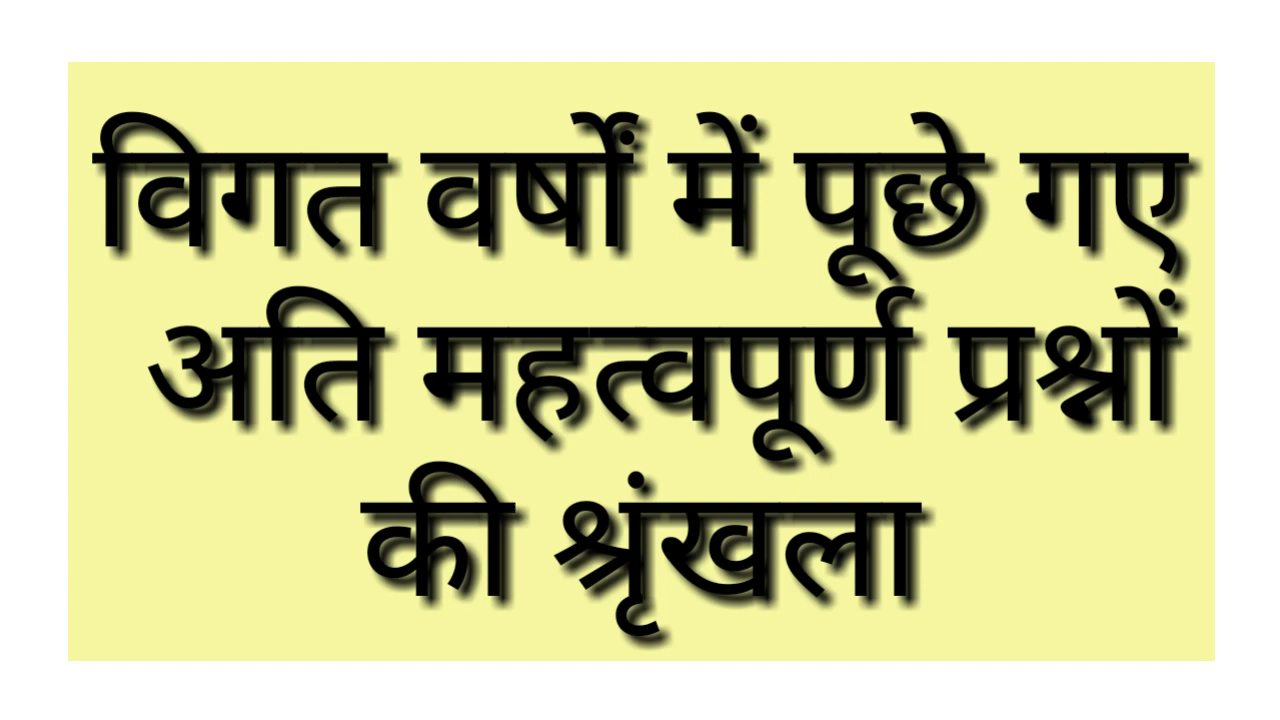 विगत वर्षों में पूछे गए
अति महत्वपूर्ण प्रश्नों
की श्रृंखला